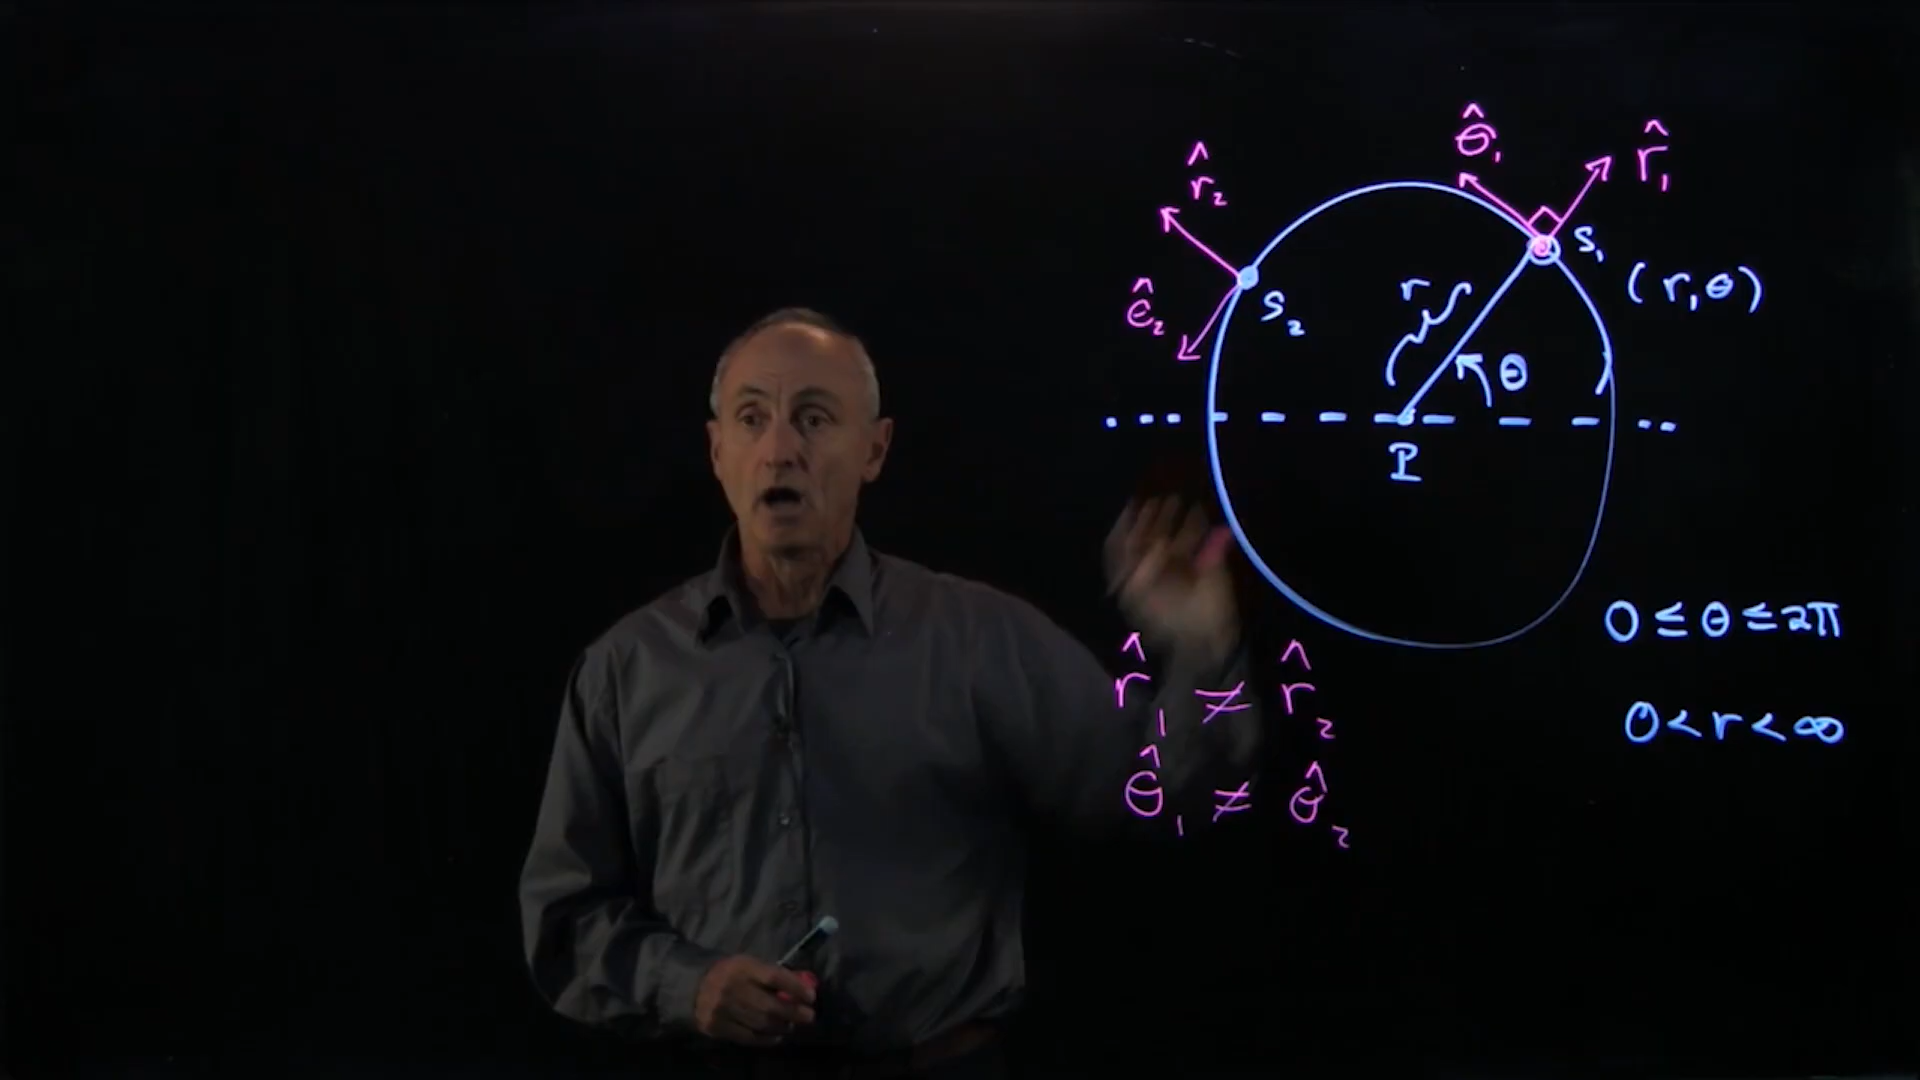 θ̂₁
r̂₁
r̂₂
S₁
(r, θ)
r
θ̂₂
S₂
θ
P
0 ≤ θ ≤ 2π
r̂₁ ≠ r̂₂
0 < r < ∞
θ̂₁ ≠ θ̂₂